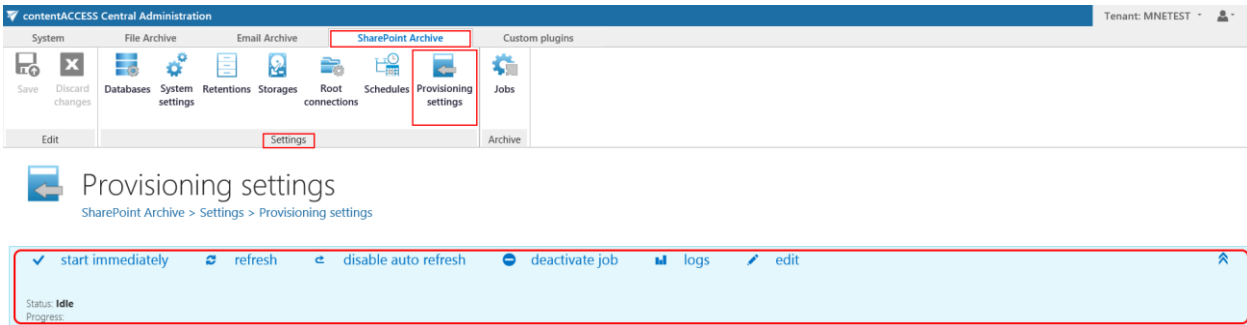 contentACCESS Central Administration Tenant: MNETEST
System File Archive Email Archive SharePoint Archive Custom plugins
Save Discard changes Databases System settings Retentions Storages Root connections Schedules Provisioning settings Jobs
Edit Settings Archive
Provisioning settings
SharePoint Archive > Settings > Provisioning settings
start immediately refresh disable auto refresh deactivate job logs edit
Status: Idle
Progress: